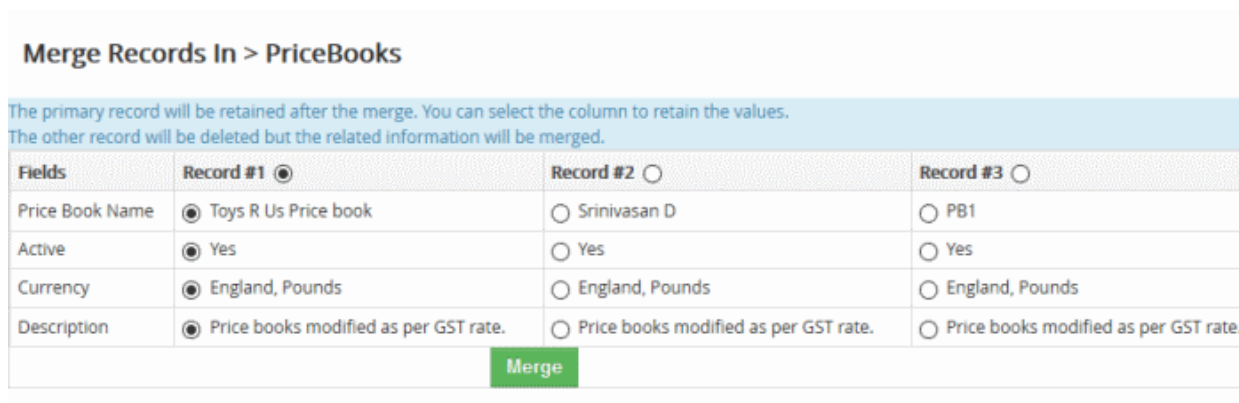 Merge Records In > PriceBooks
The primary record will be retained after the merge. You can select the column to retain the values.
The other record will be deleted but the related information will be merged.
Fields Record #1 Record #2 Record #3
Price Book Name Toys R Us Price book Srinivasan D PB1
Active Yes Yes Yes
Currency England, Pounds England, Pounds England, Pounds
Description Price books modified as per GST rate. Price books modified as per GST rate. Price books modified as per GST rate.
Merge